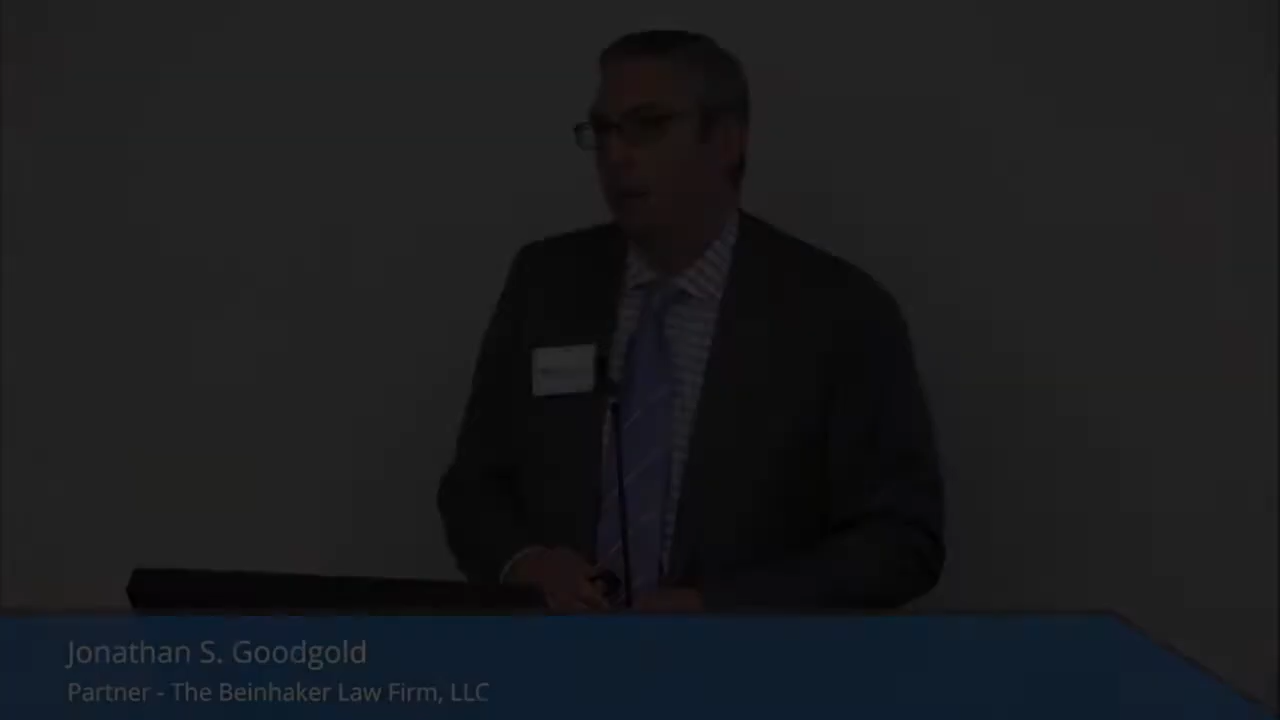 Jonathan S. Goodgold
Partner - The Beinhaker Law Firm, LLC